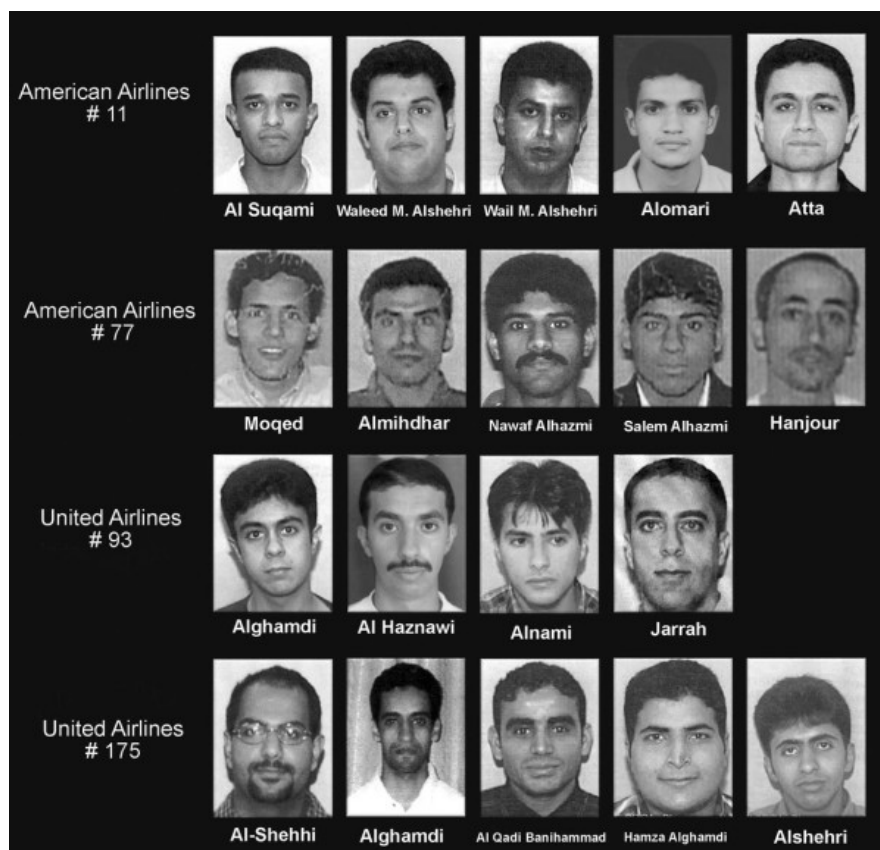 American Airlines
# 11
Al Suqami
Waleed M. Alshehri
Wail M. Alshehri
Alomari
Atta
American Airlines
# 77
Moqed
Almihdhar
Nawaf Alhazmi
Salem Alhazmi
Hanjour
United Airlines
# 93
Alghamdi
Al Haznawi
Alnami
Jarrah
United Airlines
# 175
Al-Shehhi
Alghamdi
Al Qadi Banihammad
Hamza Alghamdi
Alshehri